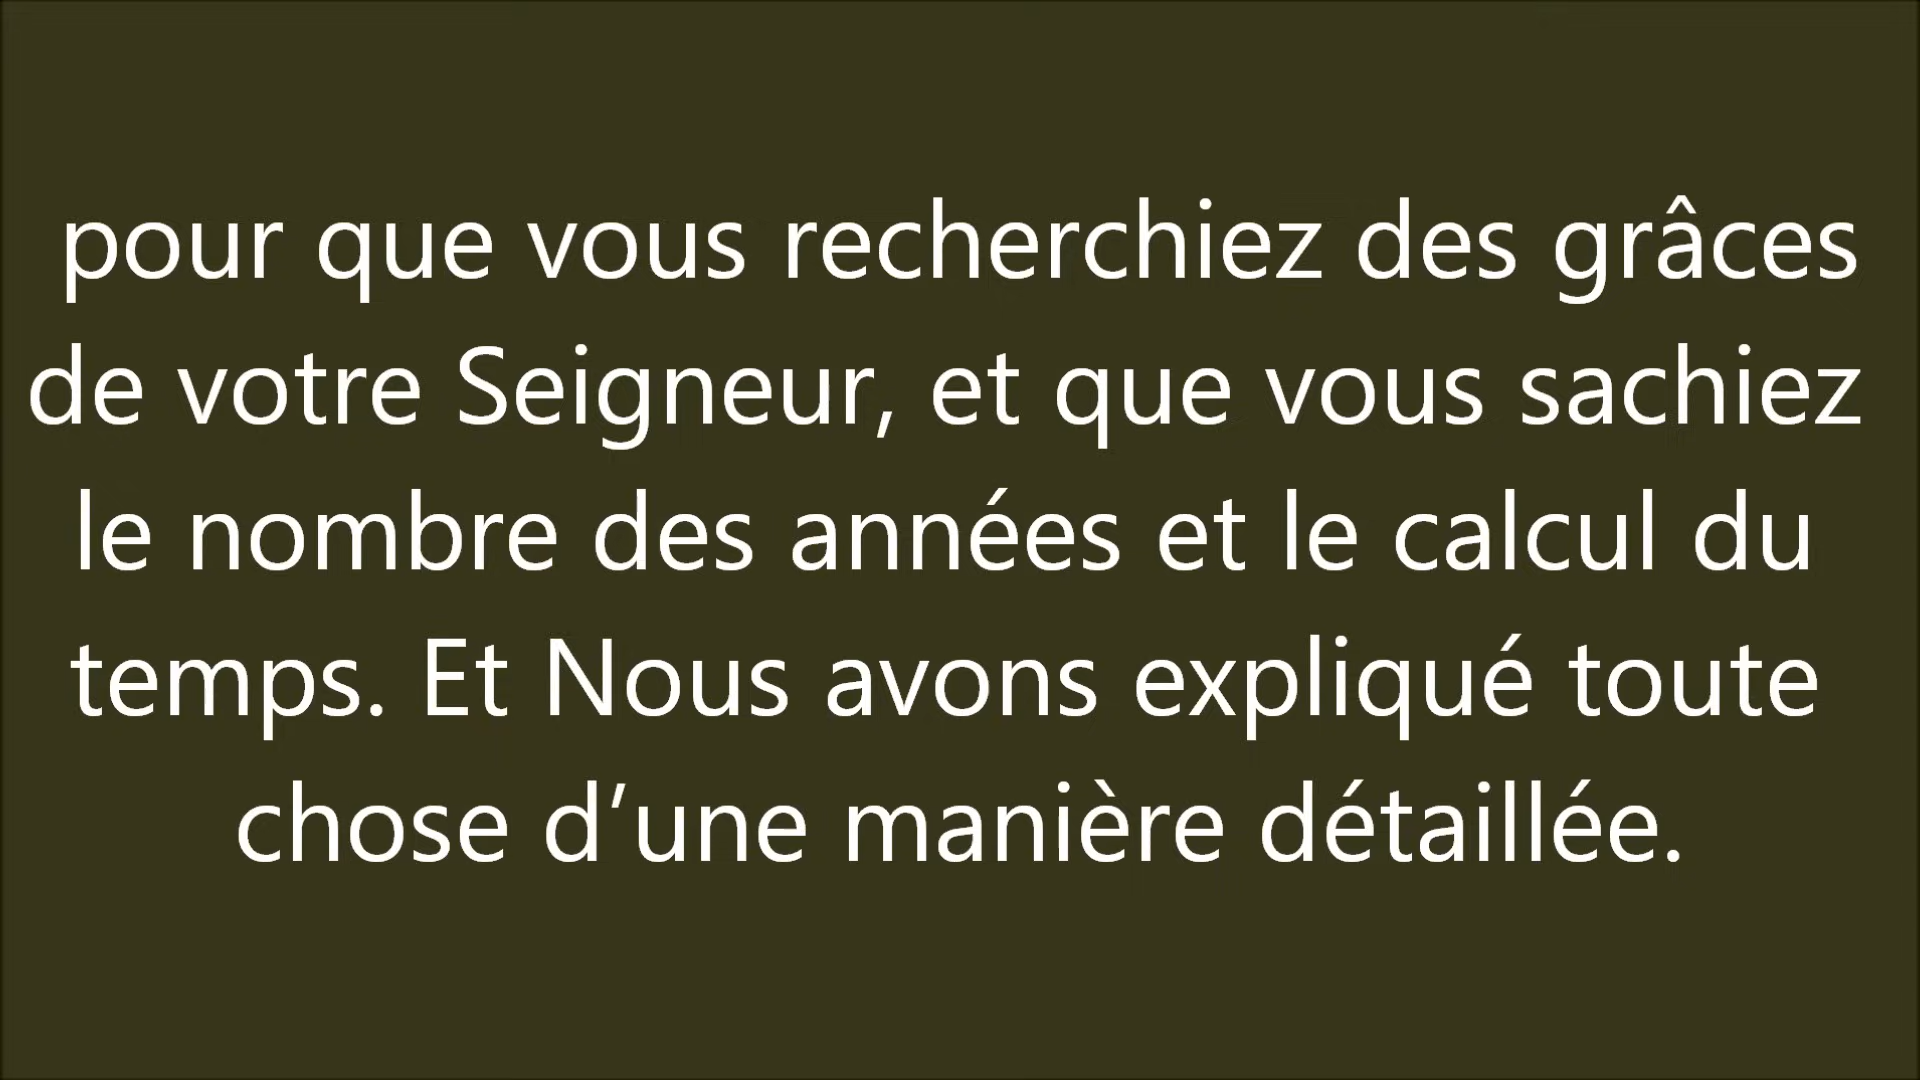 pour que vous recherchiez des grâces
de votre Seigneur, et que vous sachiez
le nombre des années et le calcul du
temps. Et Nous avons expliqué toute
chose d’une manière détaillée.